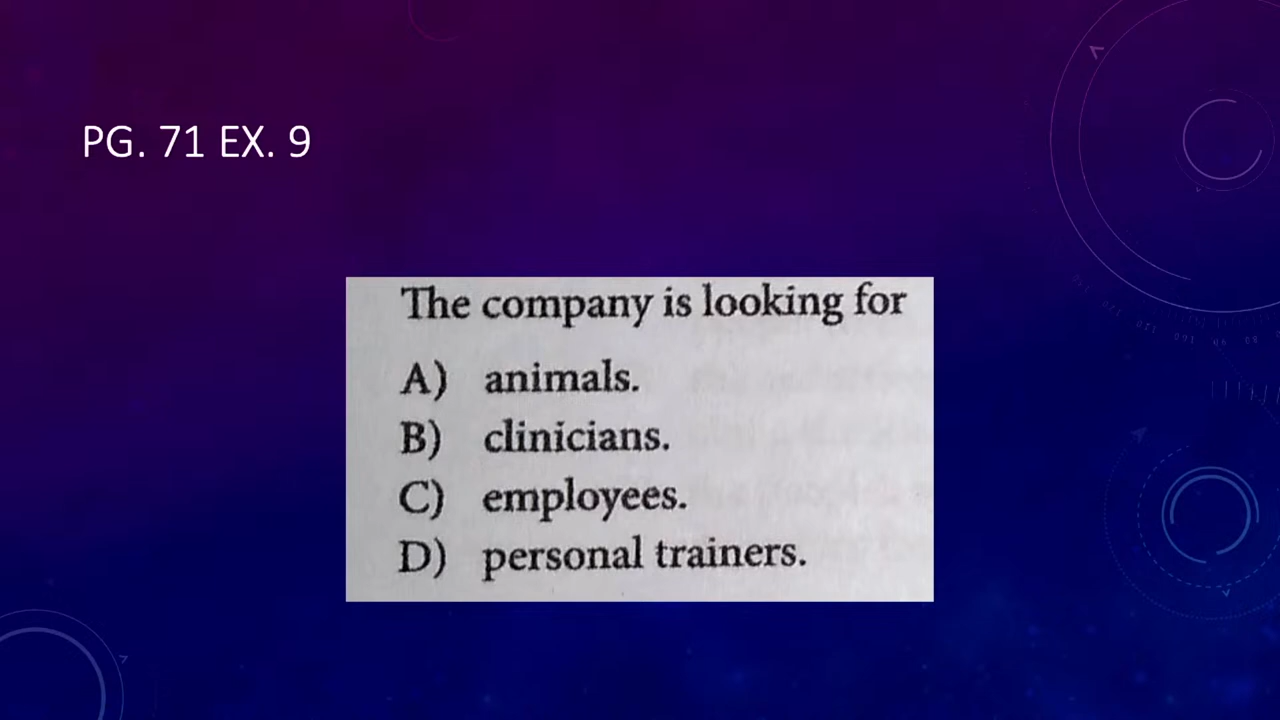 PG. 71 EX. 9
The company is looking for
A) animals.
B) clinicians.
C) employees.
D) personal trainers.